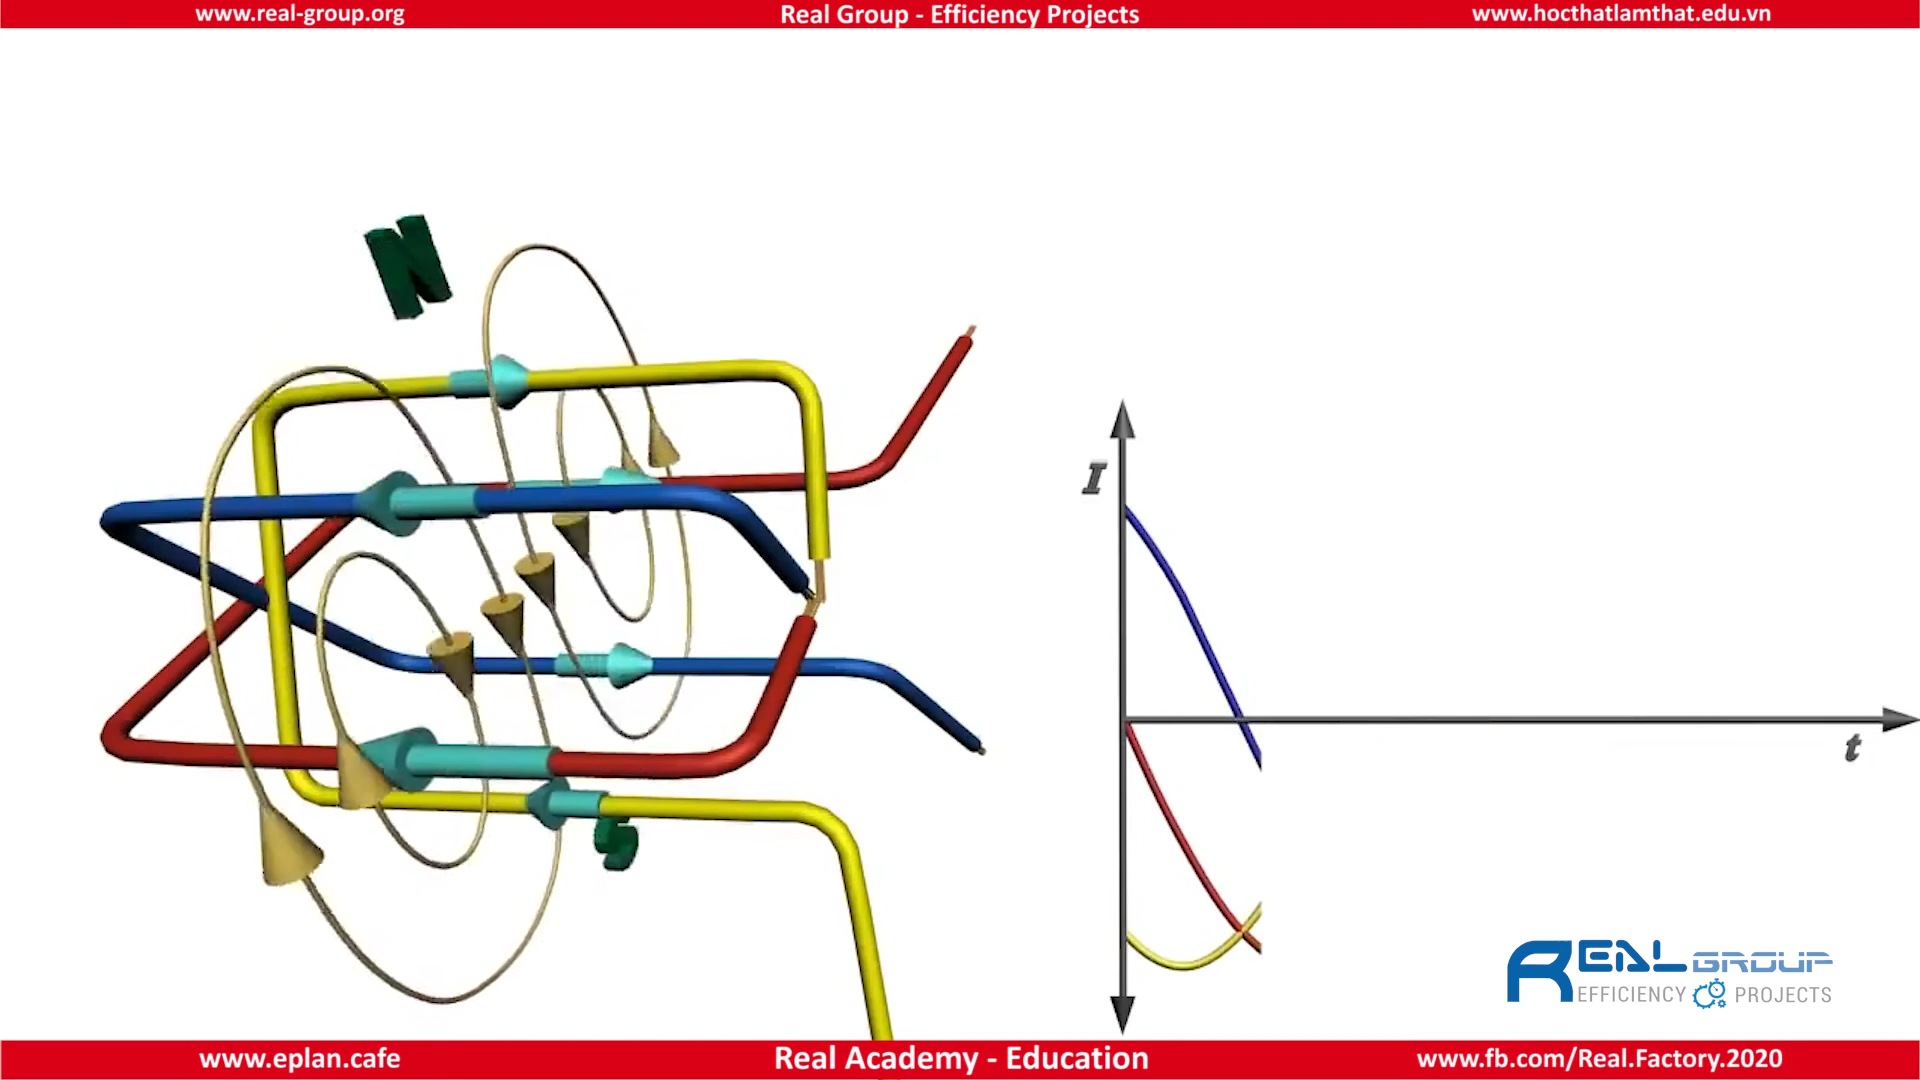 www.real-group.org
Real Group - Efficiency Projects
www.hocthatlamthat.edu.vn
N
I
t
S
REAL GROUP
EFFICIENCY PROJECTS
www.eplan.cafe
Real Academy - Education
www.fb.com/Real.Factory.2020